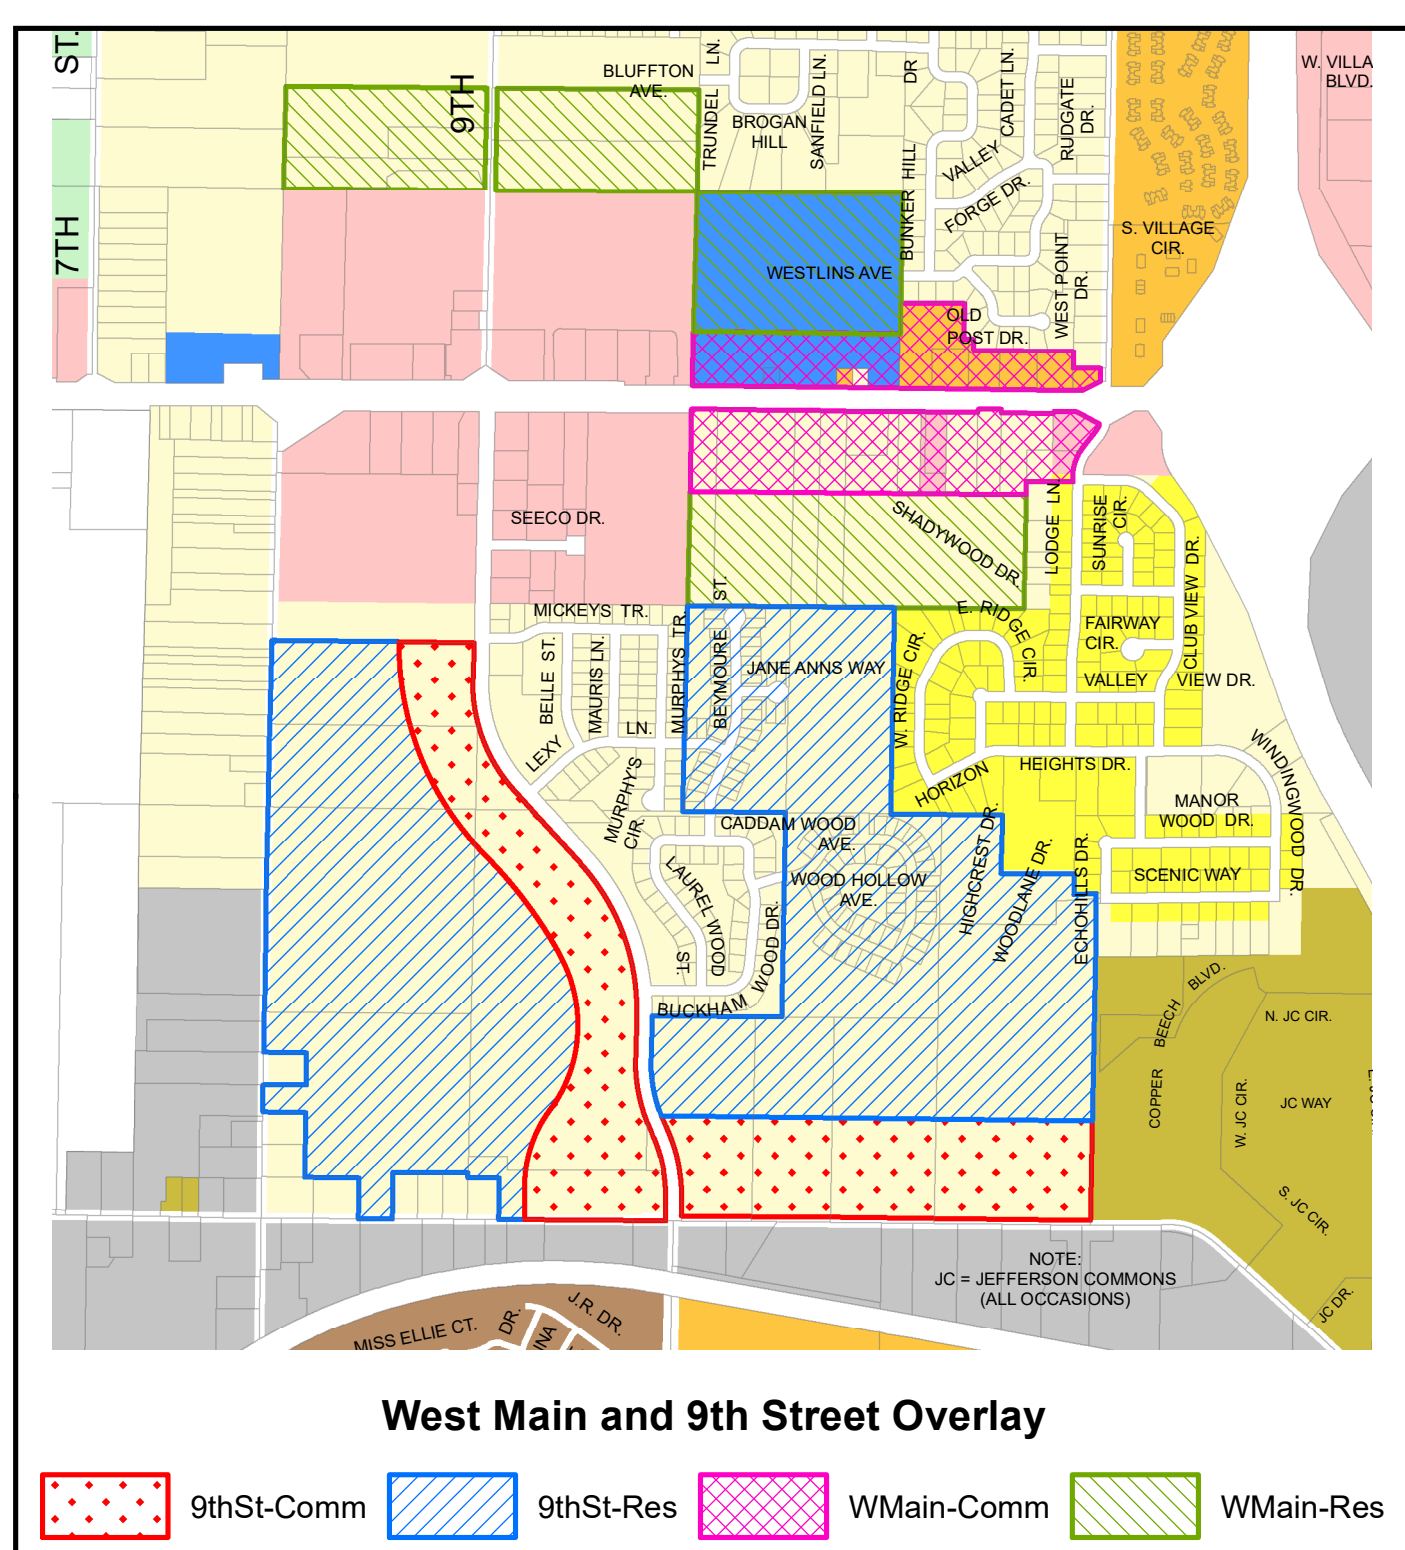 ST.
7TH
9TH
BLUFFTON
AVE.
TRUNDEL LN.
BROGAN
HILL
SANFIELD LN.
BUNKER HILL DR
CADET LN.
RUDGATE
DR.
VALLEY
FORGE DR.
WEST POINT
DR.
S. VILLAGE
CIR.
W. VILLA
BLVD.
WESTLINS AVE
OLD
POST DR.
SEECO DR.
SHADYWOOD DR.
LODGE LN.
SUNRISE
CIR.
CLUB VIEW DR.
MICKEYS TR.
BELLE ST.
MAURIS LN.
MURPHYS TR.
BEYMOURE ST.
JANE ANNS WAY
W. RIDGE CIR.
E. RIDGE CIR.
FAIRWAY
CIR.
VALLEY VIEW DR.
LEXY LN.
MURPHY'S
CIR.
HORIZON HEIGHTS DR.
WINDINGWOOD DR.
MANOR
WOOD DR.
CADDAM WOOD
AVE.
LAUREL WOOD
ST.
WOOD HOLLOW
AVE.
HIGHCREST DR.
WOODLANE DR.
ECHOHILLS DR.
SCENIC WAY
BUCKHAM WOOD DR.
COPPER BEECH BLVD.
N. JC CIR.
W. JC CIR.
JC WAY
S. JC CIR.
JC DR.
NOTE:
JC = JEFFERSON COMMONS
(ALL OCCASIONS)
MISS ELLIE CT.
DR.
J.R. DR.
West Main and 9th Street Overlay
9thSt-Comm
9thSt-Res
WMain-Comm
WMain-Res